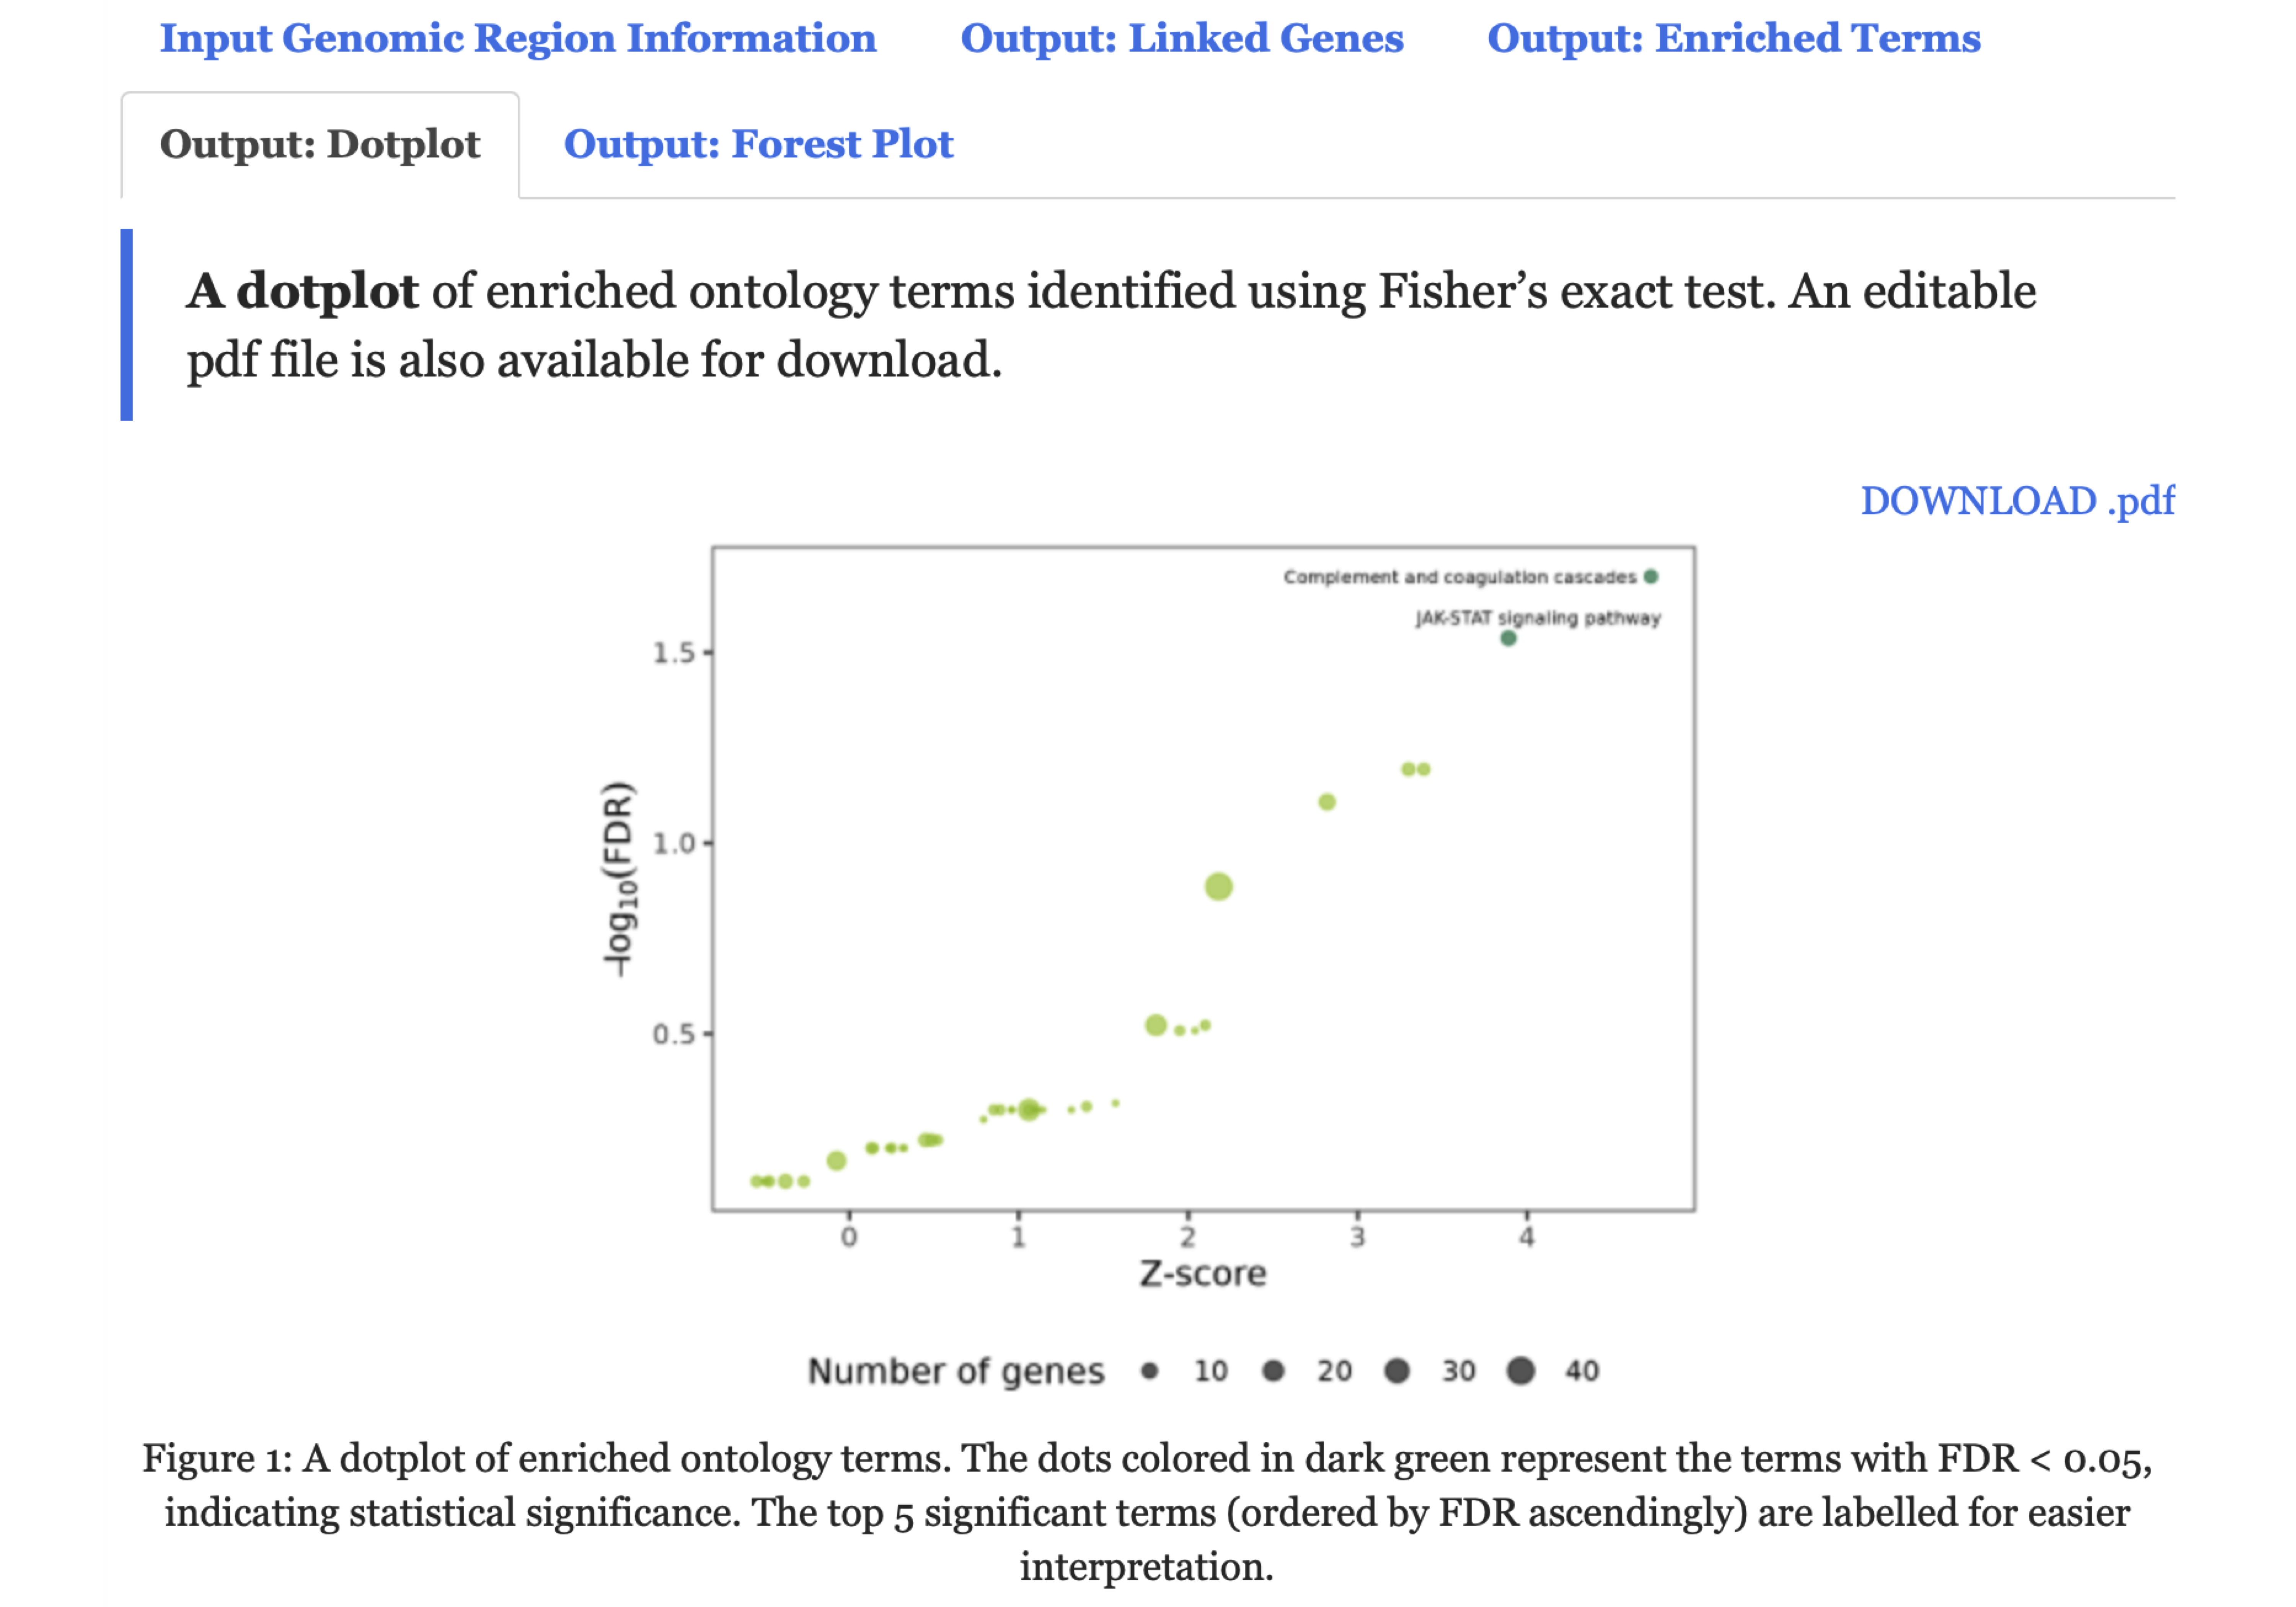 Input Genomic Region Information Output: Linked Genes Output: Enriched Terms
Output: Dotplot Output: Forest Plot
A dotplot of enriched ontology terms identified using Fisher’s exact test. An editable
pdf file is also available for download.
DOWNLOAD .pdf
Complement and coagulation cascades
JAK-STAT signaling pathway
1.5
1.0
0.5
-log10(FDR)
0 1 2 3 4
Z-score
Number of genes 10 20 30 40
Figure 1: A dotplot of enriched ontology terms. The dots colored in dark green represent the terms with FDR < 0.05,
indicating statistical significance. The top 5 significant terms (ordered by FDR ascendingly) are labelled for easier
interpretation.